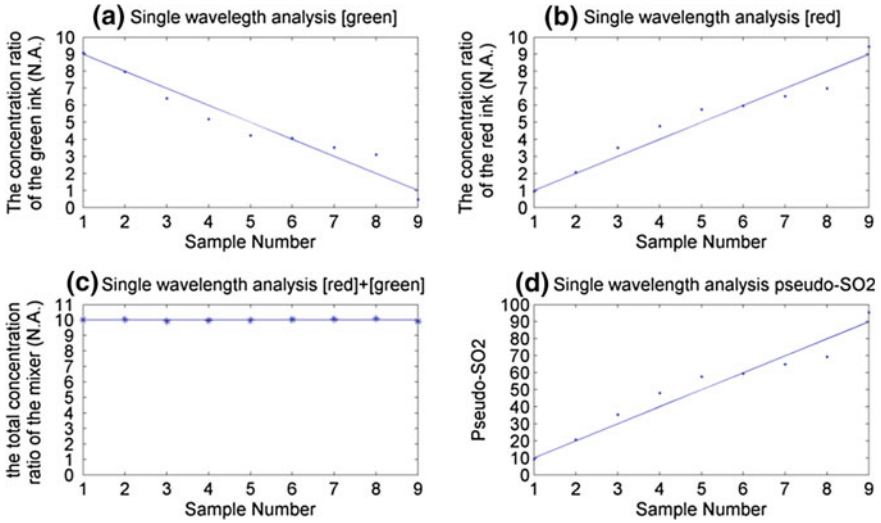 (a) Single wavelegth analysis [green]
The concentration ratio
of the green ink (N.A.)
10
9
8
7
6
5
4
3
2
1
0
1 2 3 4 5 6 7 8 9
Sample Number
(b) Single wavelength analysis [red]
The concentration ratio
of the red ink (N.A.)
10
9
8
7
6
5
4
3
2
1
0
1 2 3 4 5 6 7 8 9
Sample Number
(c) Single wavelength analysis [red]+[green]
the total concentration
ratio of the mixer (N.A.)
11
10
9
8
7
6
5
4
3
2
1
0
1 2 3 4 5 6 7 8 9
Sample Number
(d) Single wavelength analysis pseudo-SO2
Pseudo-SO2
100
90
80
70
60
50
40
30
20
10
0
1 2 3 4 5 6 7 8 9
Sample Number